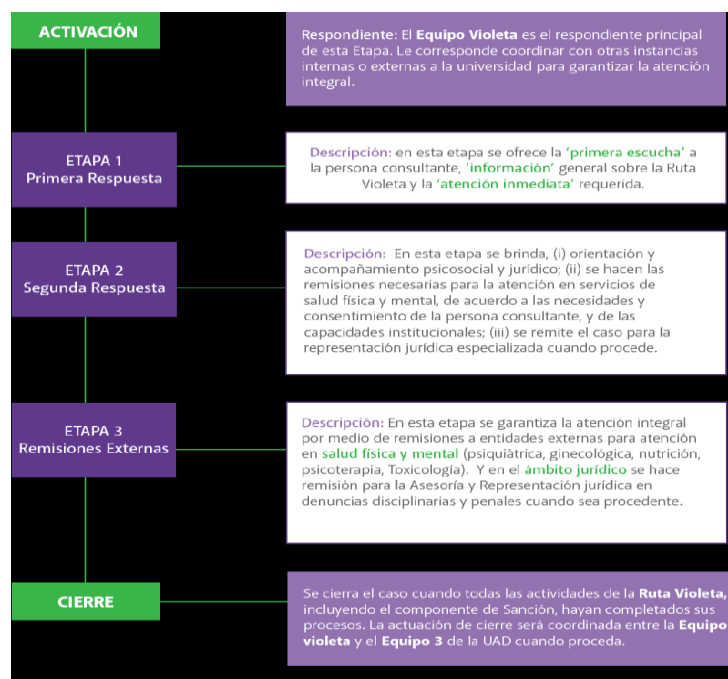 ACTIVACIÓN
Respondiente: El Equipo Violeta es el respondiente principal
de esta Etapa. Le corresponde coordinar con otras instancias
internas o externas a la universidad para garantizar la atención
integral.
ETAPA 1
Primera Respuesta
Descripción: en esta etapa se ofrece la ‘primera escucha’ a
la persona consultante, ‘información’ general sobre la Ruta
Violeta y la ‘atención inmediata’ requerida.
ETAPA 2
Segunda Respuesta
Descripción: En esta etapa se brinda, (i) orientación y
acompañamiento psicosocial y jurídico; (ii) se hacen las
remisiones necesarias para la atención en servicios de
salud física y mental, de acuerdo a las necesidades y
consentimiento de la persona consultante, y de las
capacidades institucionales; (iii) se remite el caso para la
representación jurídica especializada cuando procede.
ETAPA 3
Remisiones Externas
Descripción: En esta etapa se garantiza la atención integral
por medio de remisiones a entidades externas para atención
en salud física y mental (psiquiátrica, ginecológica, nutrición,
psicoterapia, Toxicología). Y en el ámbito jurídico se hace
remisión para la Asesoría y Representación jurídica en
denuncias disciplinarias y penales cuando sea procedente.
CIERRE
Se cierra el caso cuando todas las actividades de la Ruta Violeta,
incluyendo el componente de Sanción, hayan completados sus
procesos. La actuación de cierre será coordinada entre la Equipo
violeta y el Equipo 3 de la UAD cuando proceda.